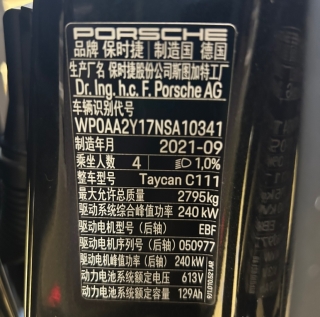 PORSCHE
品牌 保时捷 制造国 德国
生产厂名 保时捷股份公司斯图加特工厂
Dr. Ing. h.c. F. Porsche AG
车辆识别代号
WP0AA2Y17NSA10341
制造年月 2021-09
乘坐人数 4 1,0%
整车型号 Taycan C111
最大允许总质量 2795kg
驱动系统综合峰值功率 240 kW
驱动电机型号（后轴） EBF
驱动电机序列号（后轴） 050977
驱动电机峰值功率（后轴） 240 kW
动力电池系统额定电压 613V
动力电池系统额定容量 129Ah